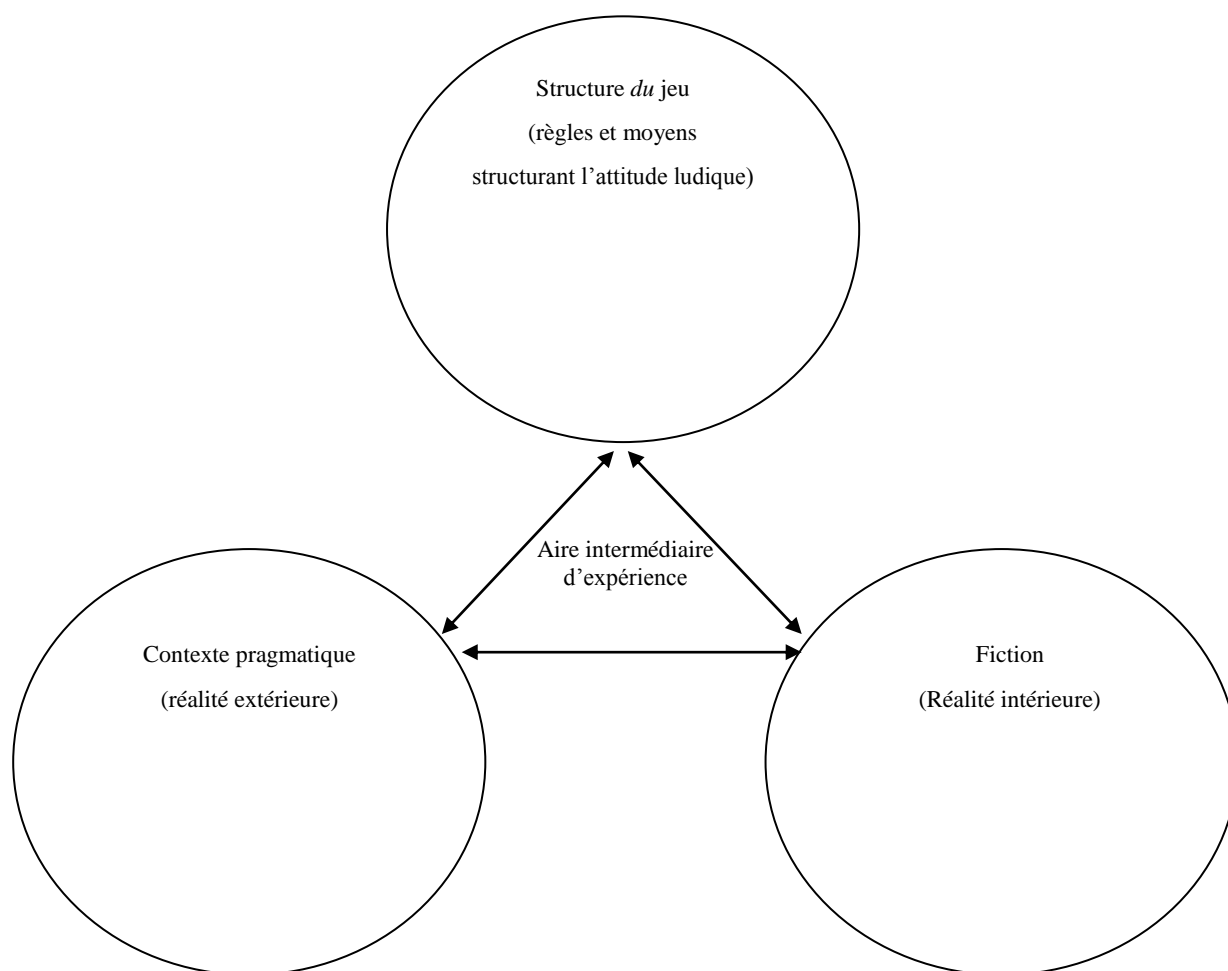 Structure du jeu
(règles et moyens
structurant l’attitude ludique)
Aire intermédiaire
d’expérience
Contexte pragmatique
(réalité extérieure)
Fiction
(Réalité intérieure)